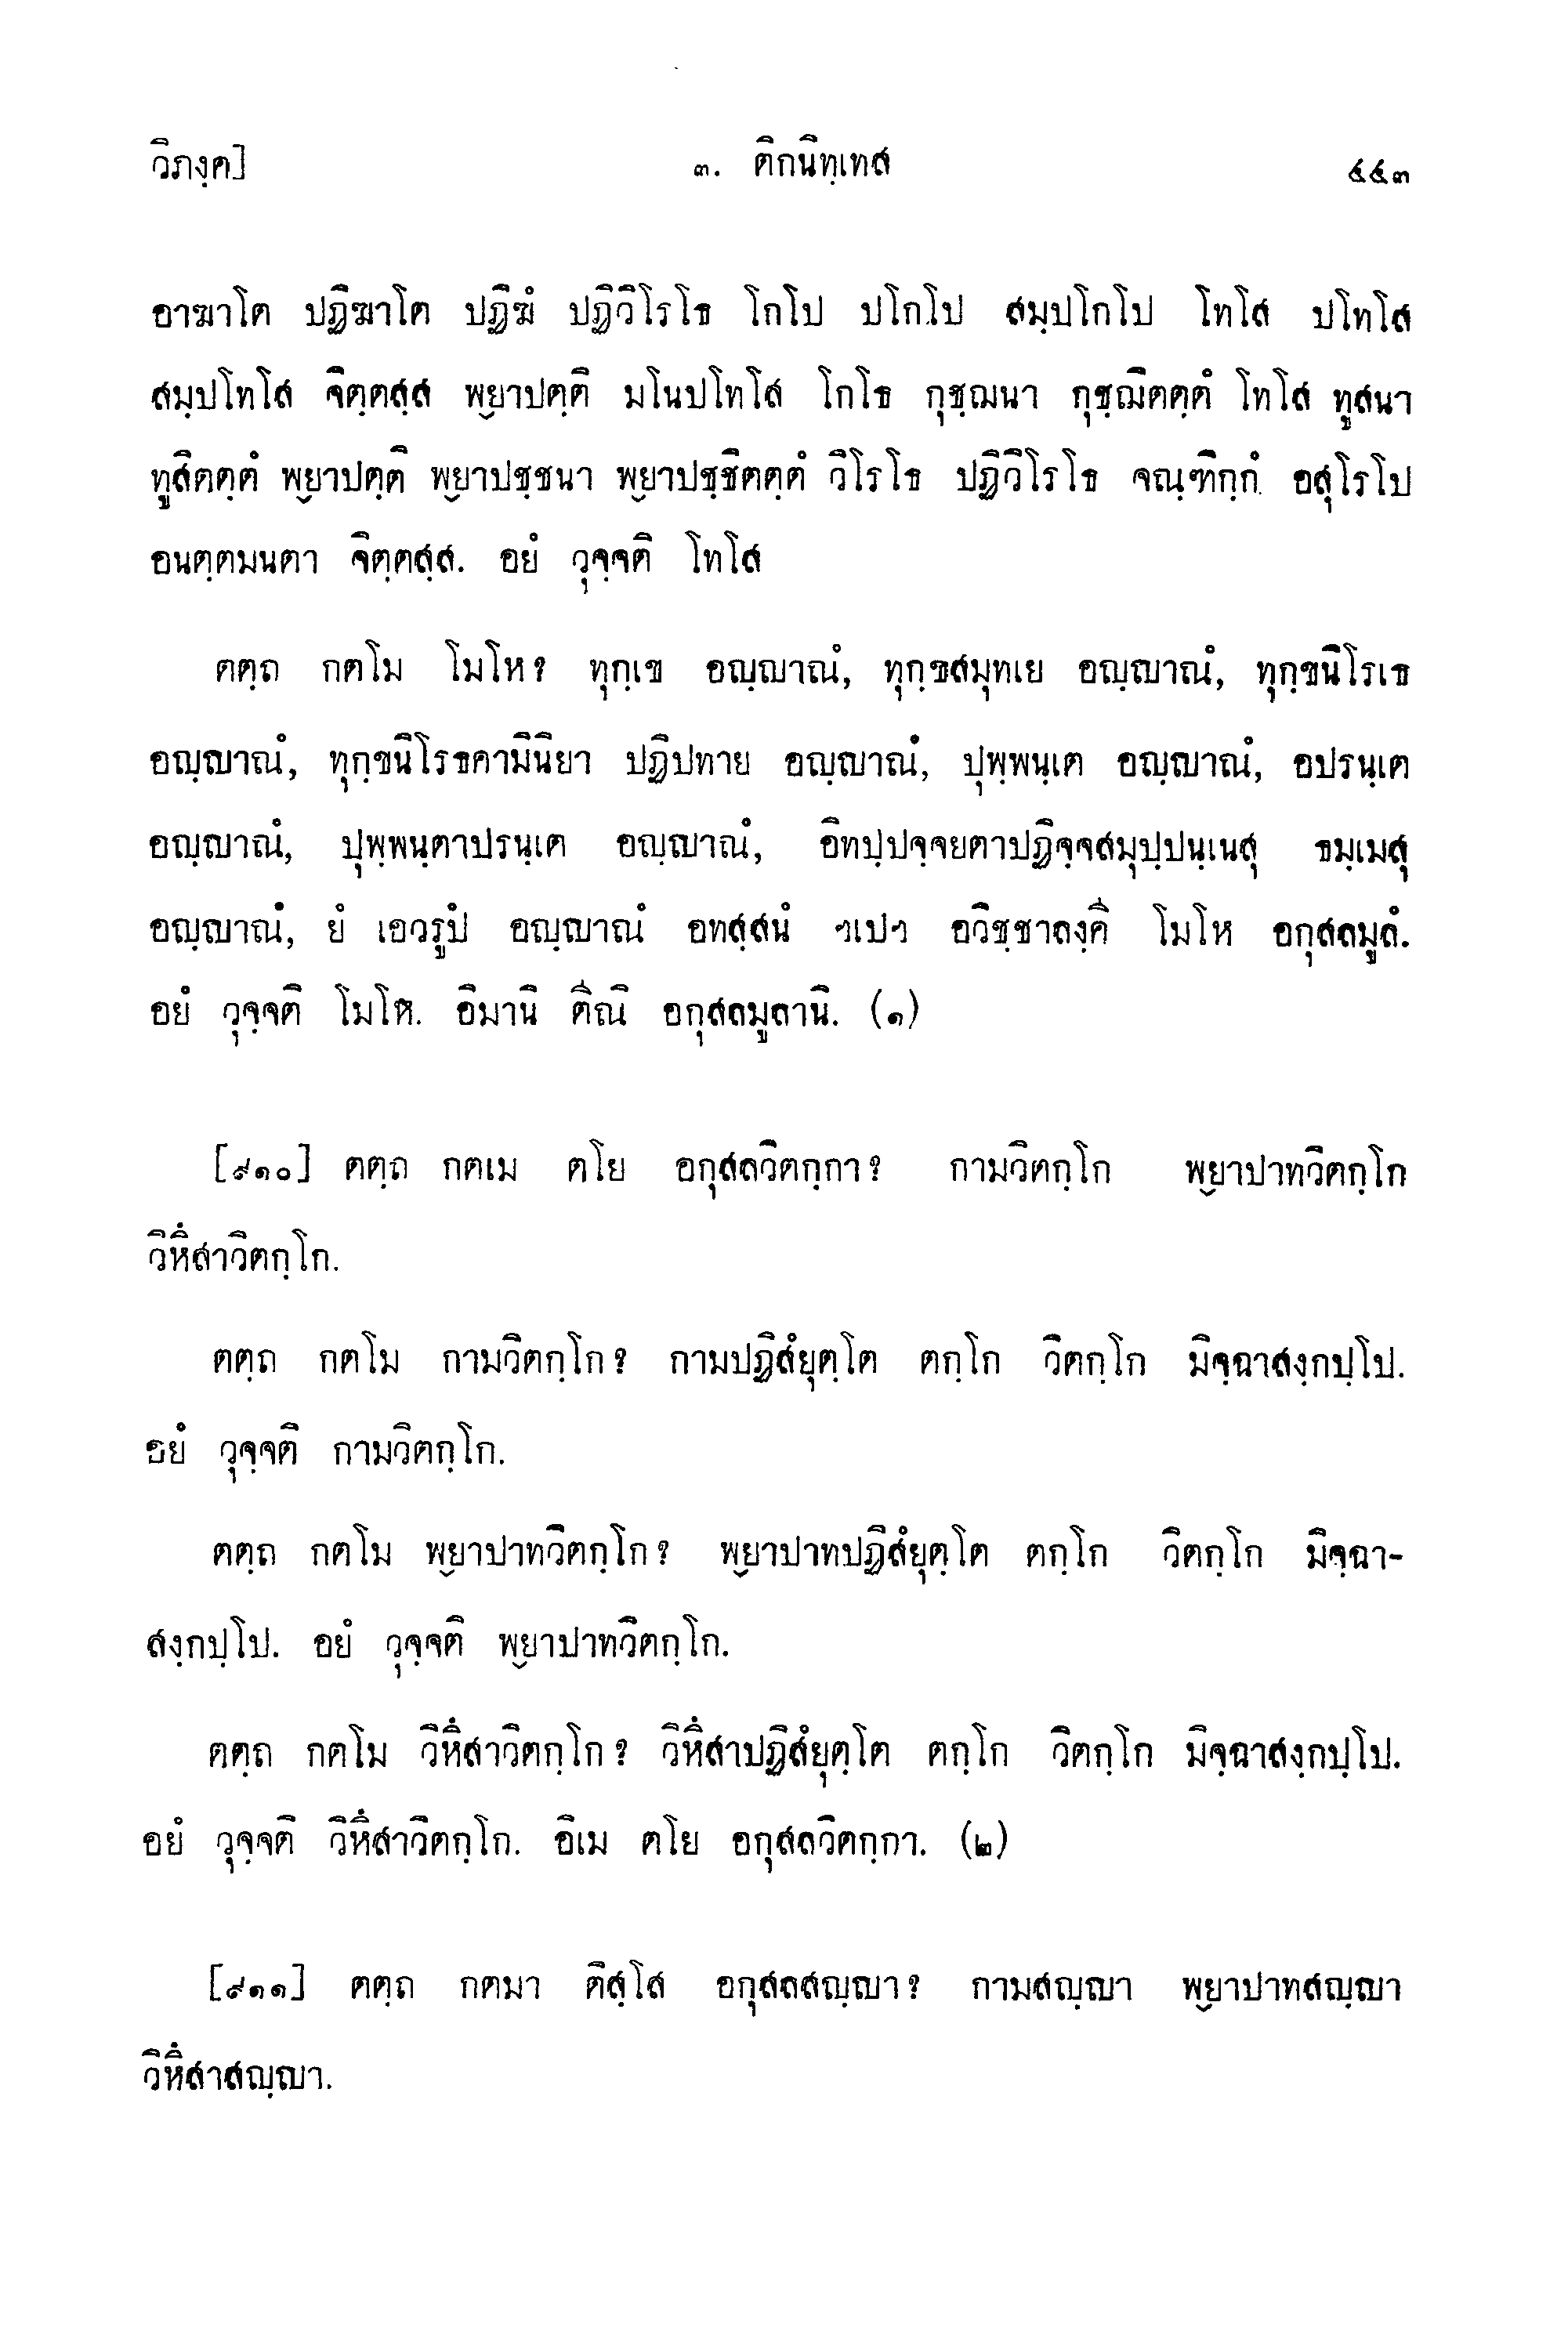 วิภงฺค]
๓. ติกนิทฺเทส
๕๕๓
อาฆาโต ปฏิฆาโต ปฏิฆํ ปฏิวิโรโธ โกโป ปโกโป สมฺปโกโป โทโส ปโทโส
สมฺปโทโส จิตฺตสฺส พฺยาปตฺติ มโนปโทโส โกโธ กุชฺฌนา กุชฺฌิตตฺตํ โทโส ทูสนา
ทูสิตตฺตํ พฺยาปตฺติ พฺยาปชฺชนา พฺยาปชฺชิตตฺตํ วิโรโธ ปฏิวิโรโธ จณฺฑิกฺกํ อสุโรโป
อนตฺตมนตา จิตฺตสฺส. อยํ วุจฺจติ โทโส
ตตฺถ กตโม โมโห? ทุกฺเข อญฺญาณํ, ทุกฺขสมุทเย อญฺญาณํ, ทุกฺขนิโรเธ
อญฺญาณํ, ทุกฺขนิโรธคามินิยา ปฏิปทาย อญฺญาณํ, ปุพฺพนฺเต อญฺญาณํ, อปรนฺเต
อญฺญาณํ, ปุพฺพนฺตาปรนฺเต อญฺญาณํ, อิทปฺปจฺจยตาปฏิจฺจสมุปฺปนฺเนสุ ธมฺเมสุ
อญฺญาณํ, ยํ เอวรูปํ อญฺญาณํ อทสฺสนํ ฯเปฯ อวิชฺชาลงฺคี โมโห อกุสลมูลํ.
อยํ วุจฺจติ โมโห. อิมานิ ตีณิ อกุสลมูลานิ. (๑)
[๙๑๐] ตตฺถ กตเม ตโย อกุสลวิตกฺกา? กามวิตกฺโก พฺยาปาทวิตกฺโก
วิหึสาวิตกฺโก.
ตตฺถ กตโม กามวิตกฺโก? กามปฏิสํยุตฺโต ตกฺโก วิตกฺโก มิจฺฉาสงฺกปฺโป.
อยํ วุจฺจติ กามวิตกฺโก.
ตตฺถ กตโม พฺยาปาทวิตกฺโก? พฺยาปาทปฏิสํยุตฺโต ตกฺโก วิตกฺโก มิจฺฉา-
สงฺกปฺโป. อยํ วุจฺจติ พฺยาปาทวิตกฺโก.
ตตฺถ กตโม วิหึสาวิตกฺโก? วิหึสาปฏิสํยุตฺโต ตกฺโก วิตกฺโก มิจฺฉาสงฺกปฺโป.
อยํ วุจฺจติ วิหึสาวิตกฺโก. อิเม ตโย อกุสลวิตกฺกา. (๒)
[๙๑๑] ตตฺถ กตมา ติสฺโส อกุสลสญฺญา? กามสญฺญา พฺยาปาทสญฺญา
วิหึสาสญฺญา.